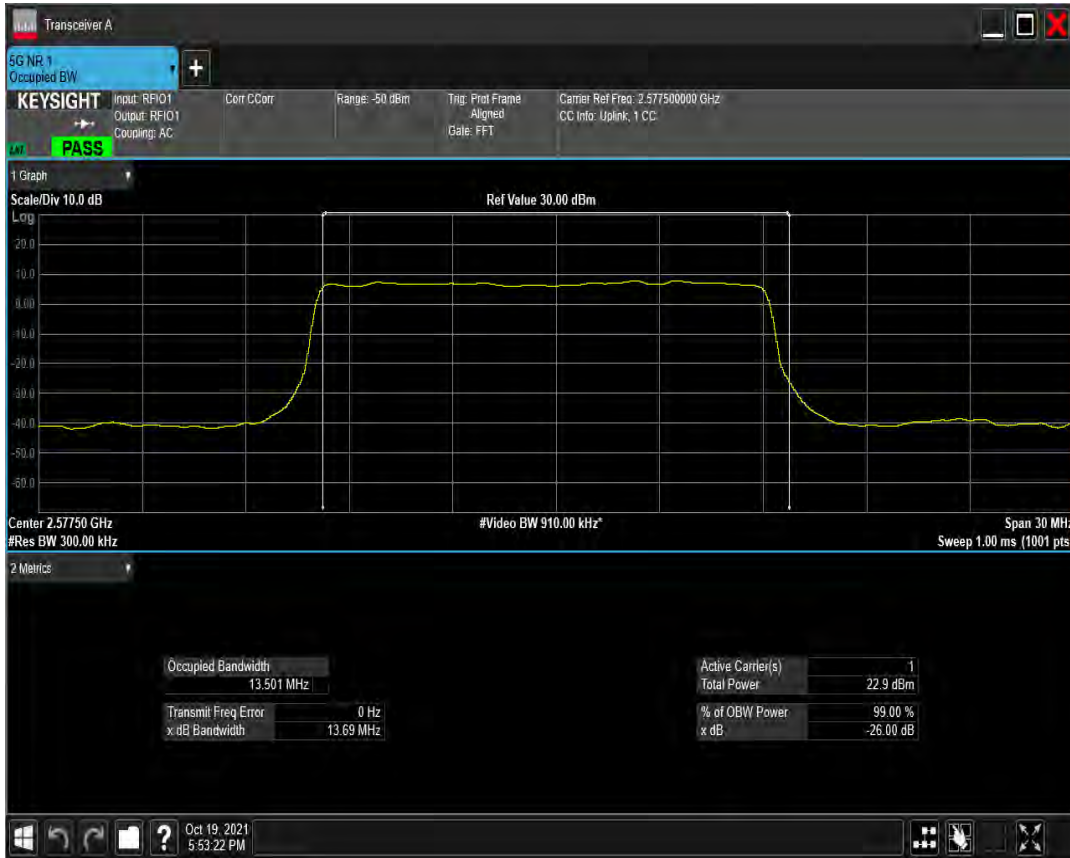 Transceiver A
5G NR 1
Occupied BW
KEYSIGHT
PASS
Input: RFIO1
Output: RFIO1
Coupling: AC
Corr CCorr
Range: -50 dBm
Trig: Prot Frame
Aligned
Gate: FFT
Carrier Ref Freq: 2.577500000 GHz
CC Info: Uplink, 1 CC
1 Graph
Scale/Div 10.0 dB
Ref Value 30.00 dBm
Log
20.0
10.0
0.00
-10.0
-20.0
-30.0
-40.0
-50.0
-60.0
Center 2.57750 GHz
#Video BW 910.00 kHz*
Span 30 MHz
#Res BW 300.00 kHz
Sweep 1.00 ms (1001 pts
2 Metrics
Occupied Bandwidth
13.501 MHz
Transmit Freq Error 0 Hz
x dB Bandwidth 13.69 MHz
Active Carrier(s) 1
Total Power 22.9 dBm
% of OBW Power 99.00 %
x dB -26.00 dB
?
Oct 19, 2021
5:53:22 PM